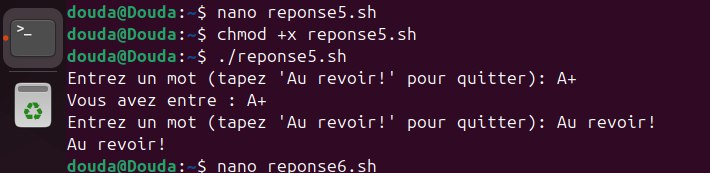 douda@Douda:~$ nano reponse5.sh
douda@Douda:~$ chmod +x reponse5.sh
douda@Douda:~$ ./reponse5.sh
Entrez un mot (tapez 'Au revoir!' pour quitter): A+
Vous avez entre : A+
Entrez un mot (tapez 'Au revoir!' pour quitter): Au revoir!
Au revoir!
douda@Douda:~$ nano reponse6.sh